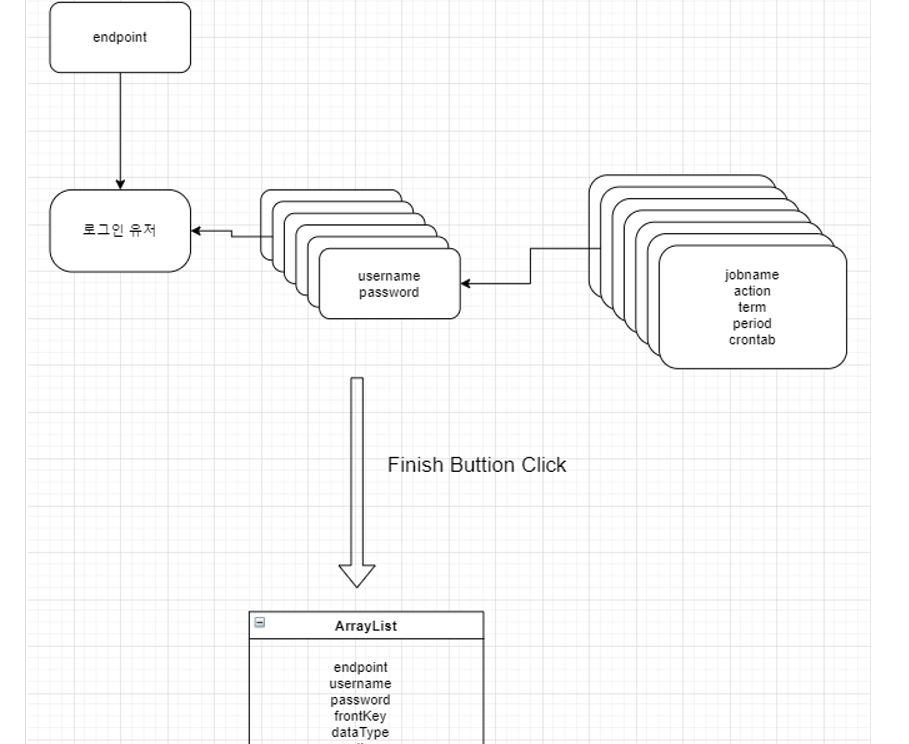 endpoint
로그인 유저
username
password
jobname
action
term
period
crontab
Finish Buttion Click
ArrayList
endpoint
username
password
frontKey
dataType